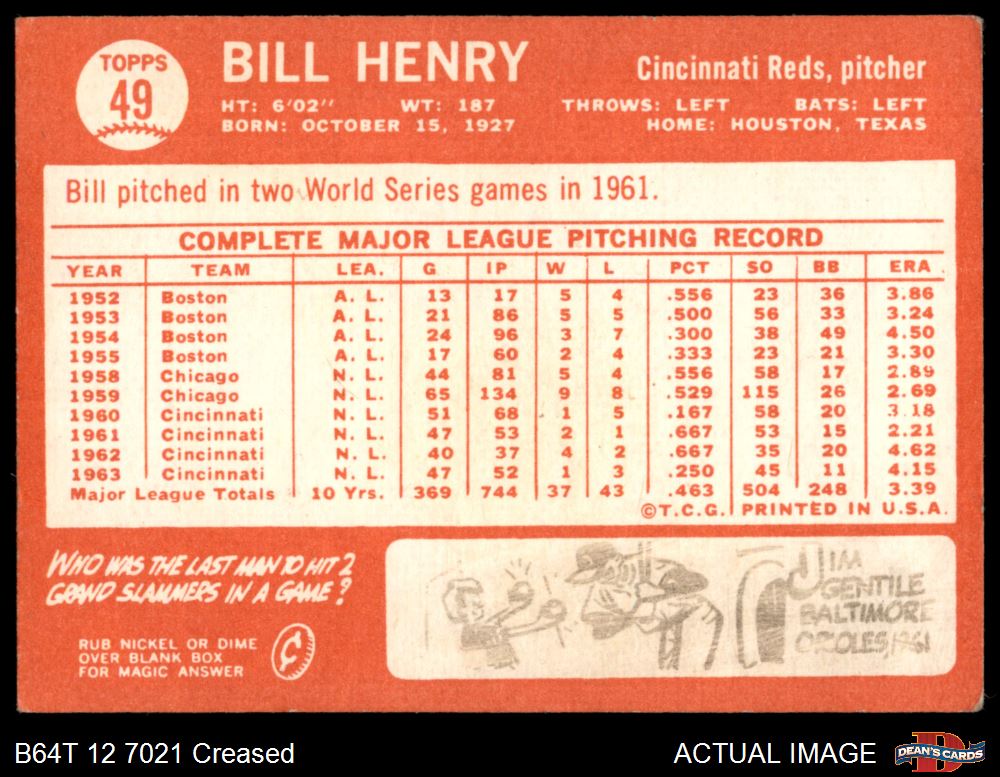 TOPPS
49
BILL HENRY
Cincinnati Reds, pitcher
HT: 6'02" WT: 187 THROWS: LEFT BATS: LEFT
BORN: OCTOBER 15, 1927 HOME: HOUSTON, TEXAS
Bill pitched in two World Series games in 1961.
COMPLETE MAJOR LEAGUE PITCHING RECORD
YEAR TEAM LEA. G IP W L PCT SO BB ERA
1952 Boston A. L. 13 17 5 4 .556 23 36 3.86
1953 Boston A. L. 21 86 5 5 .500 56 33 3.24
1954 Boston A. L. 24 96 3 7 .300 38 49 4.50
1955 Boston A. L. 17 60 2 4 .333 23 21 3.30
1958 Chicago N. L. 44 81 5 4 .556 58 17 2.89
1959 Chicago N. L. 65 134 9 8 .529 115 26 2.69
1960 Cincinnati N. L. 51 68 1 5 .167 58 20 3.18
1961 Cincinnati N. L. 47 53 2 1 .667 53 15 2.21
1962 Cincinnati N. L. 40 37 4 2 .667 35 20 4.62
1963 Cincinnati N. L. 47 52 1 3 .250 45 11 4.15
Major League Totals 10 Yrs. 369 744 37 43 .463 504 248 3.39
©T.C.G. PRINTED IN U.S.A.
WHO WAS THE LAST MAN TO HIT 2
GRAND SLAMMERS IN A GAME?
RUB NICKEL OR DIME
OVER BLANK BOX
FOR MAGIC ANSWER
JIM
GENTILE
BALTIMORE
ORIOLES, 1961
B64T 12 7021 Creased
ACTUAL IMAGE
DEAN'S CARDS